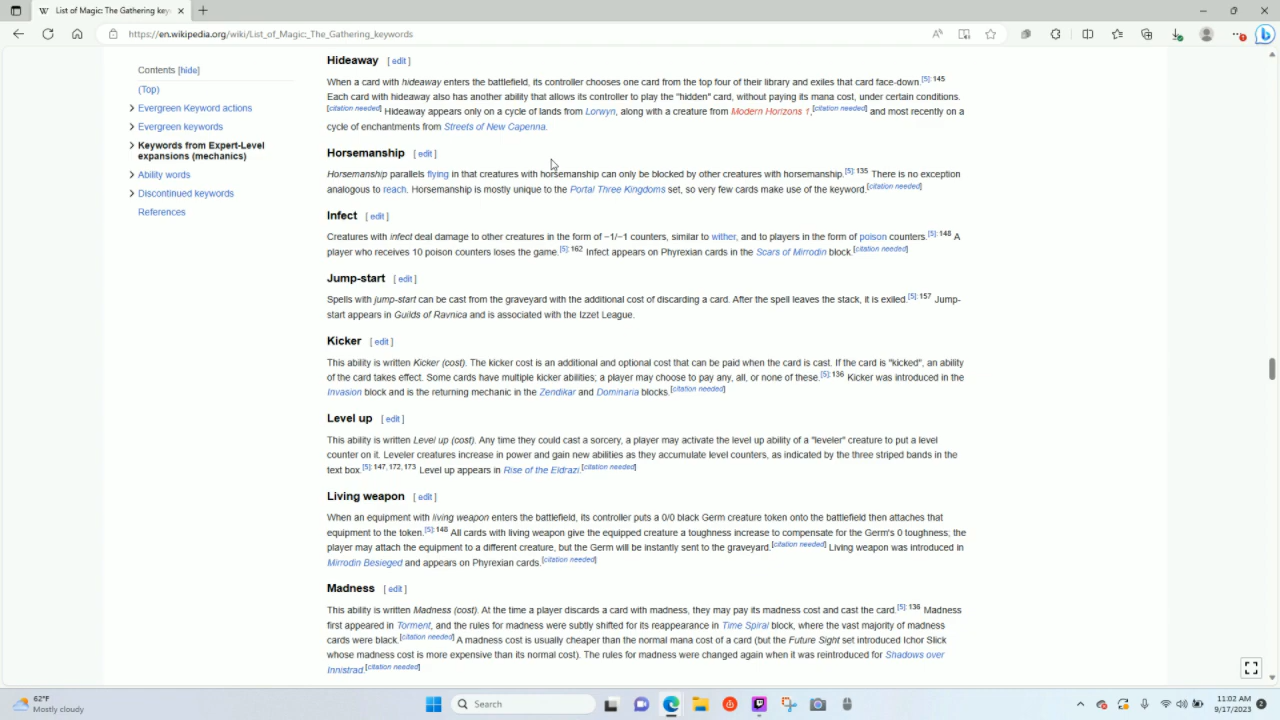 List of Magic: The Gathering key
https://en.wikipedia.org/wiki/List_of_Magic:_The_Gathering_keywords
Contents [hide]
(Top)
Evergreen Keyword actions
Evergreen keywords
Keywords from Expert-Level
expansions (mechanics)
Ability words
Discontinued keywords
References
Hideaway [ edit ]
When a card with hideaway enters the battlefield, its controller chooses one card from the top four of their library and exiles that card face-down.[5]: 145
Each card with hideaway also has another ability that allows its controller to play the "hidden" card, without paying its mana cost, under certain conditions.
[citation needed] Hideaway appears only on a cycle of lands from Lorwyn, along with a creature from Modern Horizons 1,[citation needed] and most recently on a
cycle of enchantments from Streets of New Capenna.
Horsemanship [ edit ]
Horsemanship parallels flying in that creatures with horsemanship can only be blocked by other creatures with horsemanship.[5]: 135 There is no exception
analogous to reach. Horsemanship is mostly unique to the Portal Three Kingdoms set, so very few cards make use of the keyword.[citation needed]
Infect [ edit ]
Creatures with infect deal damage to other creatures in the form of −1/−1 counters, similar to wither, and to players in the form of poison counters.[5]: 148 A
player who receives 10 poison counters loses the game.[5]: 162 Infect appears on Phyrexian cards in the Scars of Mirrodin block.[citation needed]
Jump-start [ edit ]
Spells with jump-start can be cast from the graveyard with the additional cost of discarding a card. After the spell leaves the stack, it is exiled.[5]: 157 Jump-
start appears in Guilds of Ravnica and is associated with the Izzet League.
Kicker [ edit ]
This ability is written Kicker (cost). The kicker cost is an additional and optional cost that can be paid when the card is cast. If the card is "kicked", an ability
of the card takes effect. Some cards have multiple kicker abilities; a player may choose to pay any, all, or none of these.[5]: 136 Kicker was introduced in the
Invasion block and is the returning mechanic in the Zendikar and Dominaria blocks.[citation needed]
Level up [ edit ]
This ability is written Level up (cost). Any time they could cast a sorcery, a player may activate the level up ability of a "leveler" creature to put a level
counter on it. Leveler creatures increase in power and gain new abilities as they accumulate level counters, as indicated by the three striped bands in the
text box.[5]: 147, 172, 173 Level up appears in Rise of the Eldrazi.[citation needed]
Living weapon [ edit ]
When an equipment with living weapon enters the battlefield, its controller puts a 0/0 black Germ creature token onto the battlefield then attaches that
equipment to the token.[5]: 148 All cards with living weapon give the equipped creature a toughness increase to compensate for the Germ's 0 toughness; the
player may attach the equipment to a different creature, but the Germ will be instantly sent to the graveyard.[citation needed] Living weapon was introduced in
Mirrodin Besieged and appears on Phyrexian cards.[citation needed]
Madness [ edit ]
This ability is written Madness (cost). At the time a player discards a card with madness, they may pay its madness cost and cast the card.[5]: 136 Madness
first appeared in Torment, and the rules for madness were subtly shifted for its reappearance in Time Spiral block, where the vast majority of madness
cards were black.[citation needed] A madness cost is usually cheaper than the normal mana cost of a card (but the Future Sight set introduced Ichor Slick
whose madness cost is more expensive than its normal cost). The rules for madness were changed again when it was reintroduced for Shadows over
Innistrad.[citation needed]
62°F
Mostly cloudy
Search
11:02 AM
9/17/2023